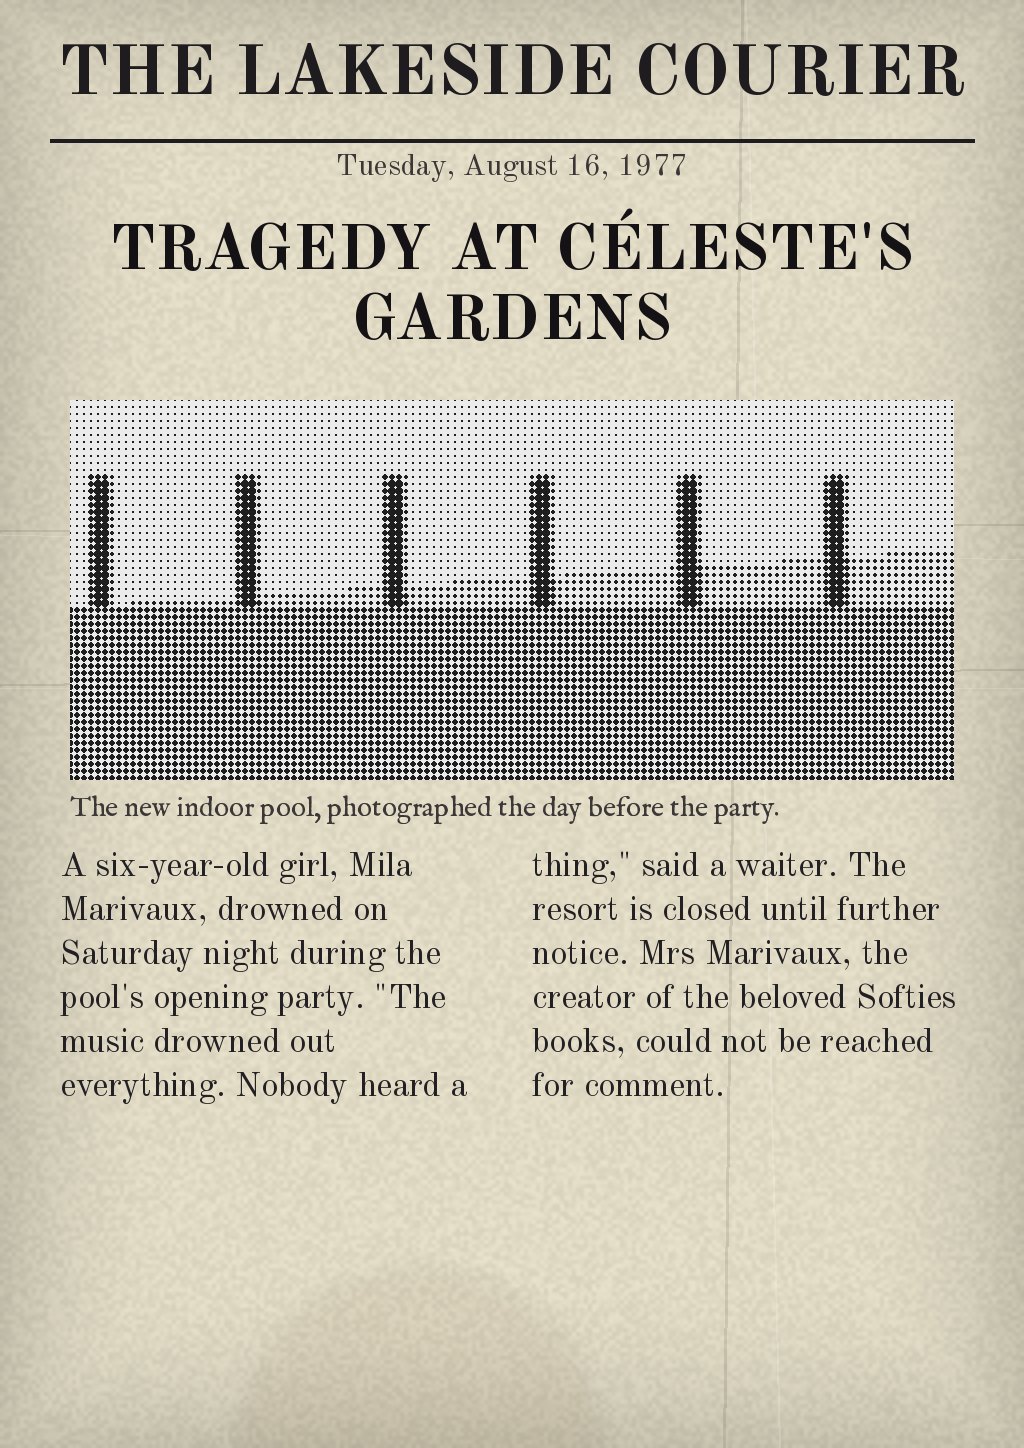 THE LAKESIDE COURIER
Tuesday, August 16, 1977
TRAGEDY AT CÉLESTE'S
GARDENS
The new indoor pool, photographed the day before the party.
A six-year-old girl, Mila
Marivaux, drowned on
Saturday night during the
pool's opening party. "The
music drowned out
everything. Nobody heard a
thing," said a waiter. The
resort is closed until further
notice. Mrs Marivaux, the
creator of the beloved Softies
books, could not be reached
for comment.